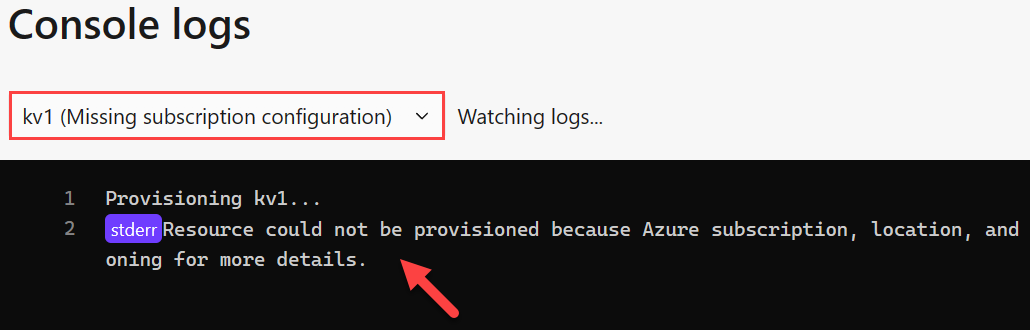 Console logs
kv1 (Missing subscription configuration) Watching logs...
1 Provisioning kv1...
2 stderr Resource could not be provisioned because Azure subscription, location, and
oning for more details.